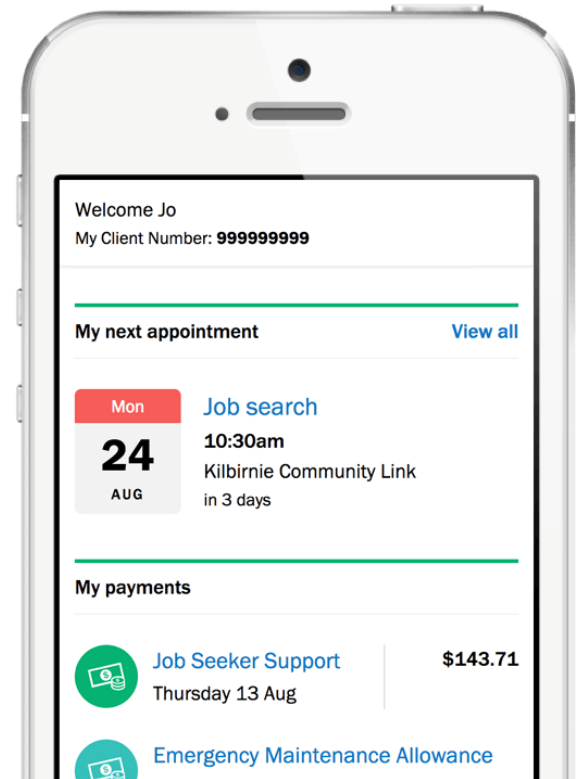 Welcome Jo
My Client Number: 999999999
My next appointment
View all
Mon
24
AUG
Job search
10:30am
Kilbirnie Community Link
in 3 days
My payments
Job Seeker Support
$143.71
Thursday 13 Aug
Emergency Maintenance Allowance